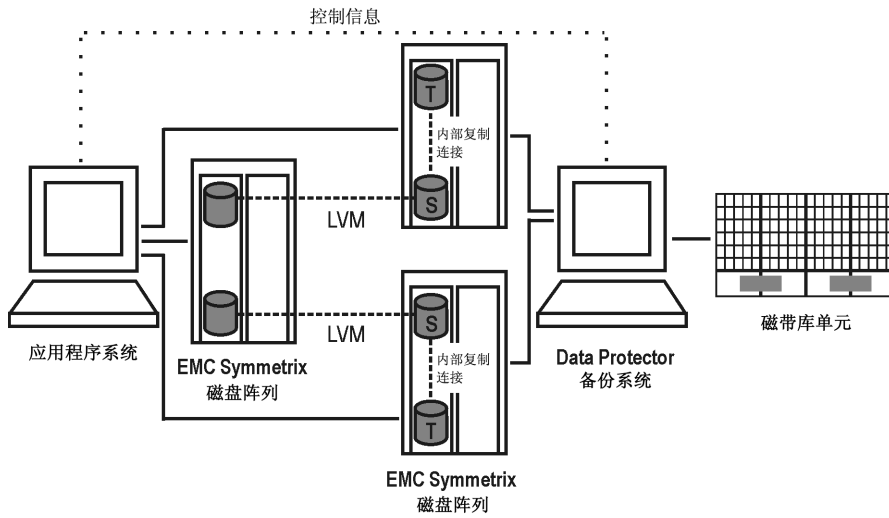 控制信息
T
内部复制
连接
S
LVM
S
LVM
内部复制
连接
T
应用程序系统
EMC Symmetrix
磁盘阵列
EMC Symmetrix
磁盘阵列
Data Protector
备份系统
磁带库单元